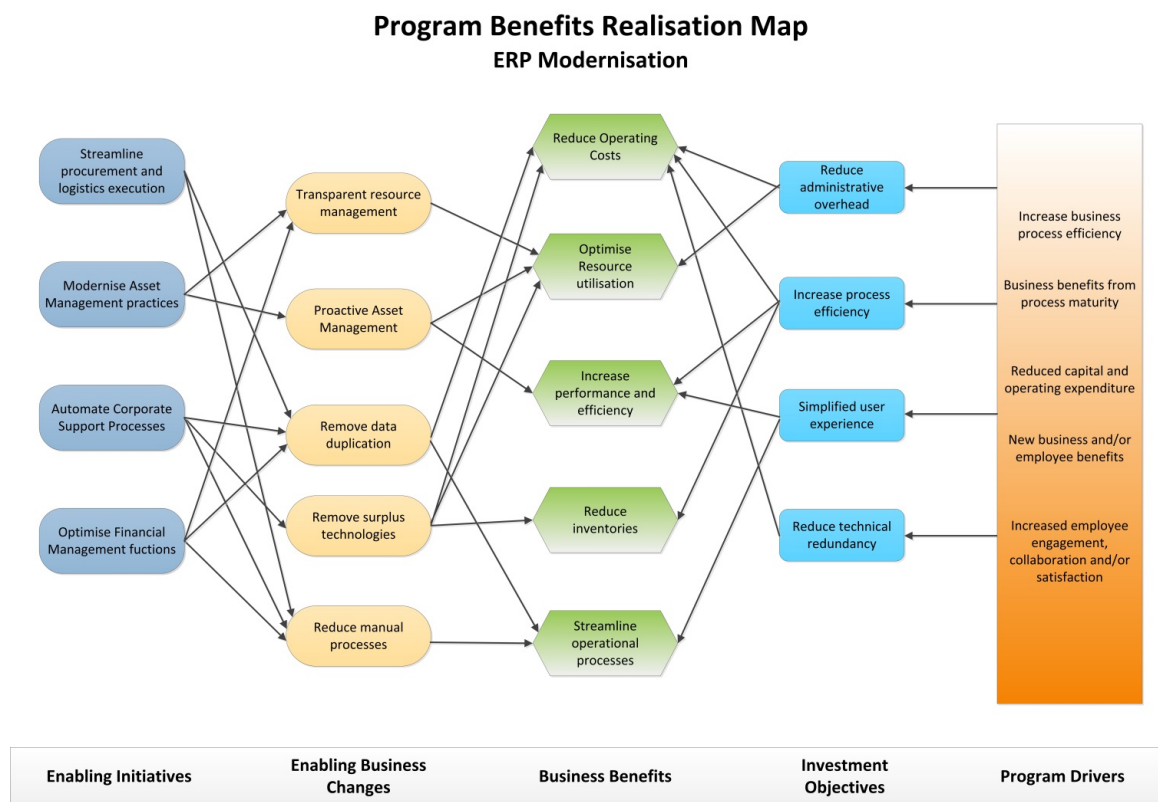 Program Benefits Realisation Map
ERP Modernisation
Streamline
procurement and
logistics execution
Modernise Asset
Management practices
Automate Corporate
Support Processes
Optimise Financial
Management fuctions
Transparent resource
management
Proactive Asset
Management
Remove data
duplication
Remove surplus
technologies
Reduce manual
processes
Reduce Operating
Costs
Optimise
Resource
utilisation
Increase
performance and
efficiency
Reduce
inventories
Streamline
operational
processes
Reduce
administrative
overhead
Increase process
efficiency
Simplified user
experience
Reduce technical
redundancy
Increase business
process efficiency
Business benefits from
process maturity
Reduced capital and
operating expenditure
New business and/or
employee benefits
Increased employee
engagement,
collaboration and/or
satisfaction
Enabling Initiatives
Enabling Business
Changes
Business Benefits
Investment
Objectives
Program Drivers